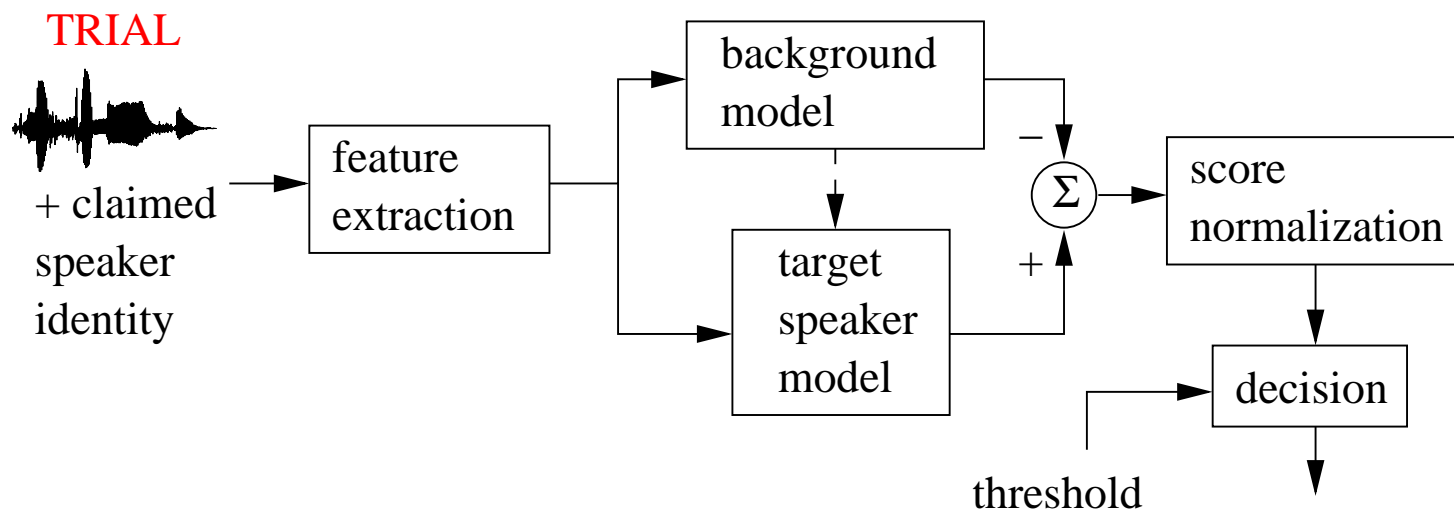 TRIAL
+ claimed
speaker
identity
feature
extraction
background
model
target
speaker
model
−
Σ
+
score
normalization
decision
threshold